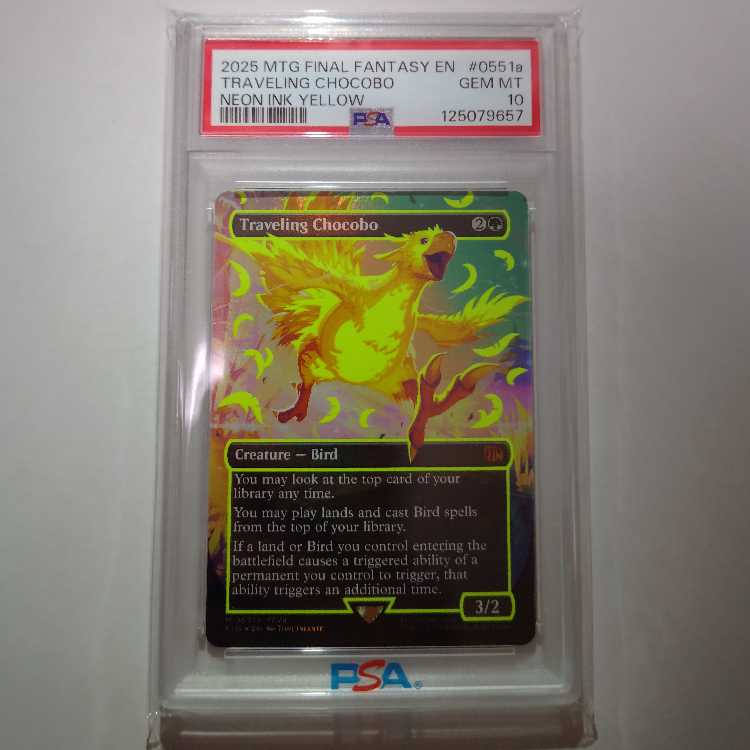 2025 MTG FINAL FANTASY EN #0551a
TRAVELING CHOCOBO GEM MT
NEON INK YELLOW 10
PSA 125079657
Traveling Chocobo 2
Creature — Bird FIN
You may look at the top card of your
library any time.
You may play lands and cast Bird spells
from the top of your library.
If a land or Bird you control entering the
battlefield causes a triggered ability of a
permanent you control to trigger, that
ability triggers an additional time.
3/2
PSA®